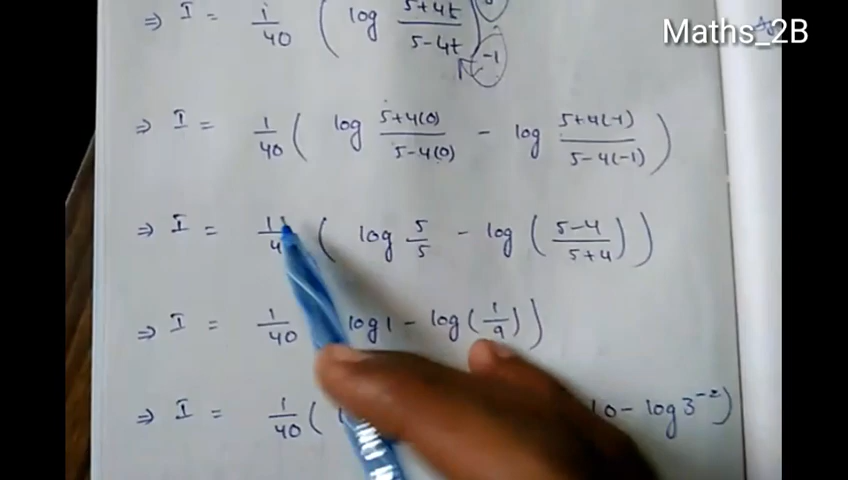 Maths_2B
⇒ I = 1/40 ( log (5+4t)/(5-4t) ) -1
⇒ I = 1/40 ( log (5+4(0))/(5-4(0)) - log (5+4(-1))/(5-4(-1)) )
⇒ I = 1/4 ( log 5/5 - log ( (5-4)/(5+4) ) )
⇒ I = 1/40 log 1 - log (1/9) )
⇒ I = 1/40 ( 0 - log 3⁻² )